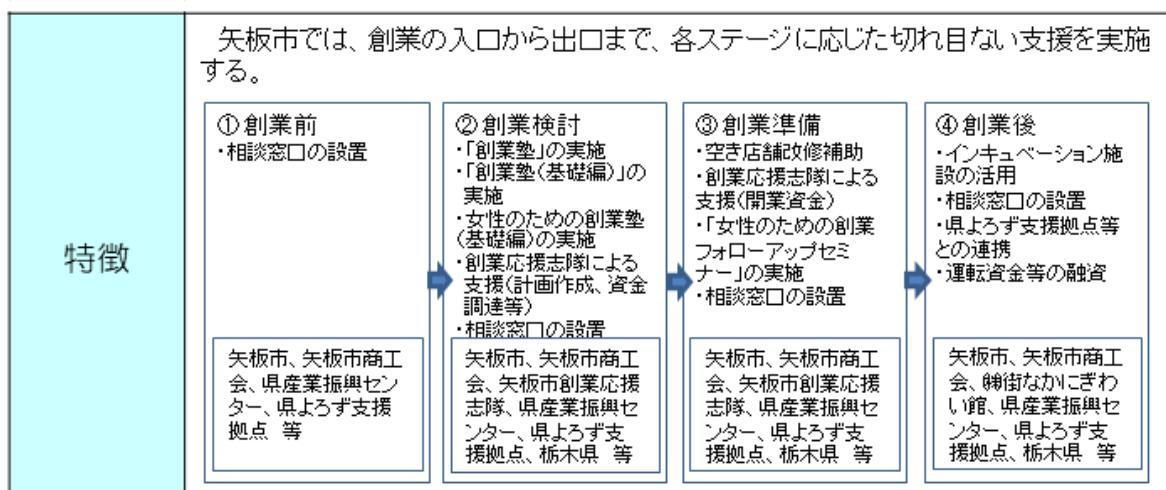 特徴
矢板市では、創業の入口から出口まで、各ステージに応じた切れ目ない支援を実施
する。
①創業前
・相談窓口の設置
矢板市、矢板市商工
会、県産業振興セン
ター、県よろず支援
拠点 等
②創業検討
・「創業塾」の実施
・「創業塾(基礎編)」の
実施
・女性のための創業塾
(基礎編)の実施
・創業応援志隊による
支援(計画作成、資金
調達等)
・相談窓口の設置
矢板市、矢板市商工
会、矢板市創業応援
志隊、県産業振興セ
ンター、県よろず支
援拠点、栃木県 等
③創業準備
・空き店舗改修補助
・創業応援志隊による
支援(開業資金)
・「女性のための創業
フォローアップセミ
ナー」の実施
・相談窓口の設置
矢板市、矢板市商工
会、矢板市創業応援
志隊、県産業振興セ
ンター、県よろず支
援拠点、栃木県 等
④創業後
・インキュベーション施
設の活用
・相談窓口の設置
・県よろず支援拠点等
との連携
・運転資金等の融資
矢板市、矢板市商工
会、㈱街なかにぎわ
い館、県産業振興セ
ンター、県よろず支
援拠点、栃木県 等